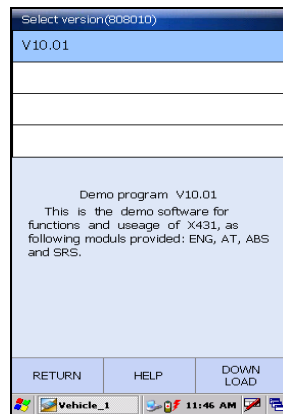 Select version(808010)
V10.01
Demo program V10.01
This is the demo software for
functions and useage of X431, as
following moduls provided: ENG, AT, ABS
and SRS.
RETURN HELP DOWN
LOAD
Vehicle_1 11:46 AM